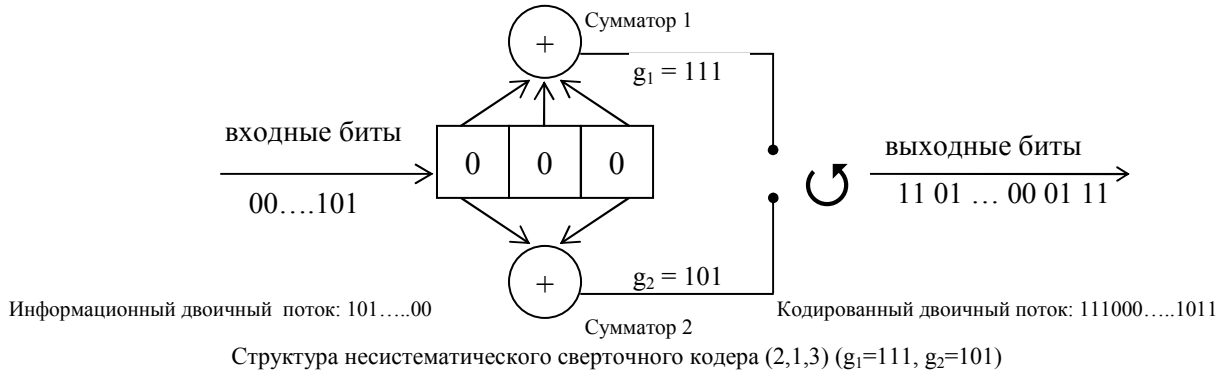 Сумматор 1
+
g₁ = 111
входные биты
0 0 0
00….101
выходные биты
11 01 … 00 01 11
+
g₂ = 101
Сумматор 2
Информационный двоичный поток: 101…..00
Кодированный двоичный поток: 111000…..1011
Структура несистематического сверточного кодера (2,1,3) (g₁=111, g₂=101)